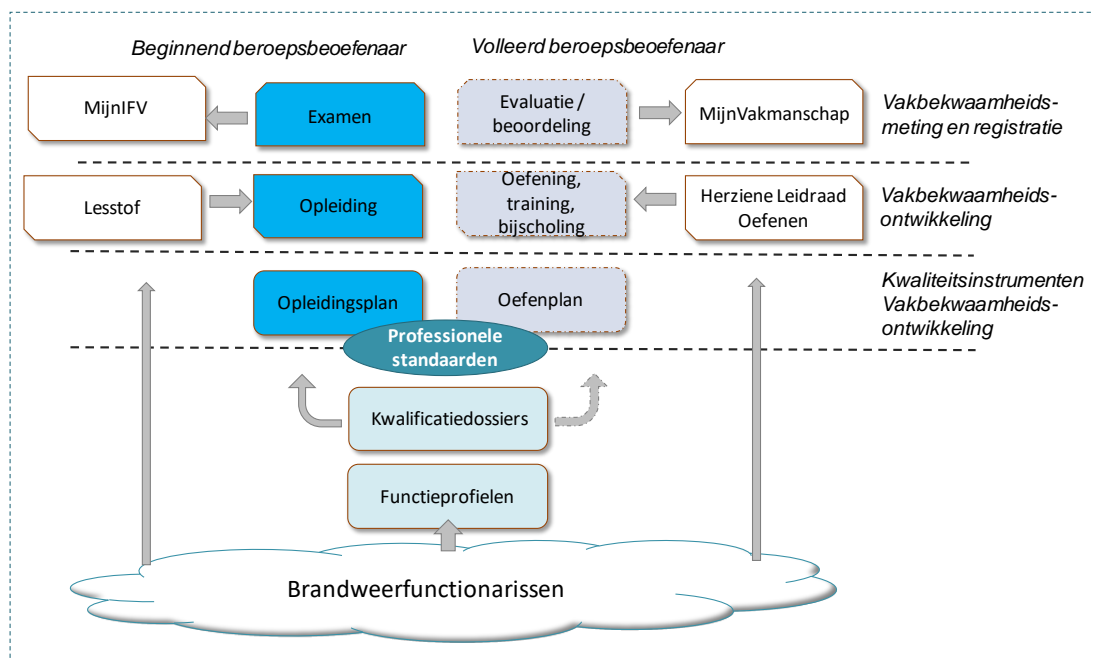 Beginnend beroepsbeoefenaar
Volleerd beroepsbeoefenaar
MijnIFV
Examen
Evaluatie /
beoordeling
MijnVakmanschap
Vakbekwaamheids-
meting en registratie
Lesstof
Opleiding
Oefening,
training,
bijscholing
Herziene Leidraad
Oefenen
Vakbekwaamheids-
ontwikkeling
Opleidingsplan
Oefenplan
Kwaliteitsinstrumenten
Vakbekwaamheids-
ontwikkeling
Professionele
standaarden
Kwalificatiedossiers
Functieprofielen
Brandweerfunctionarissen